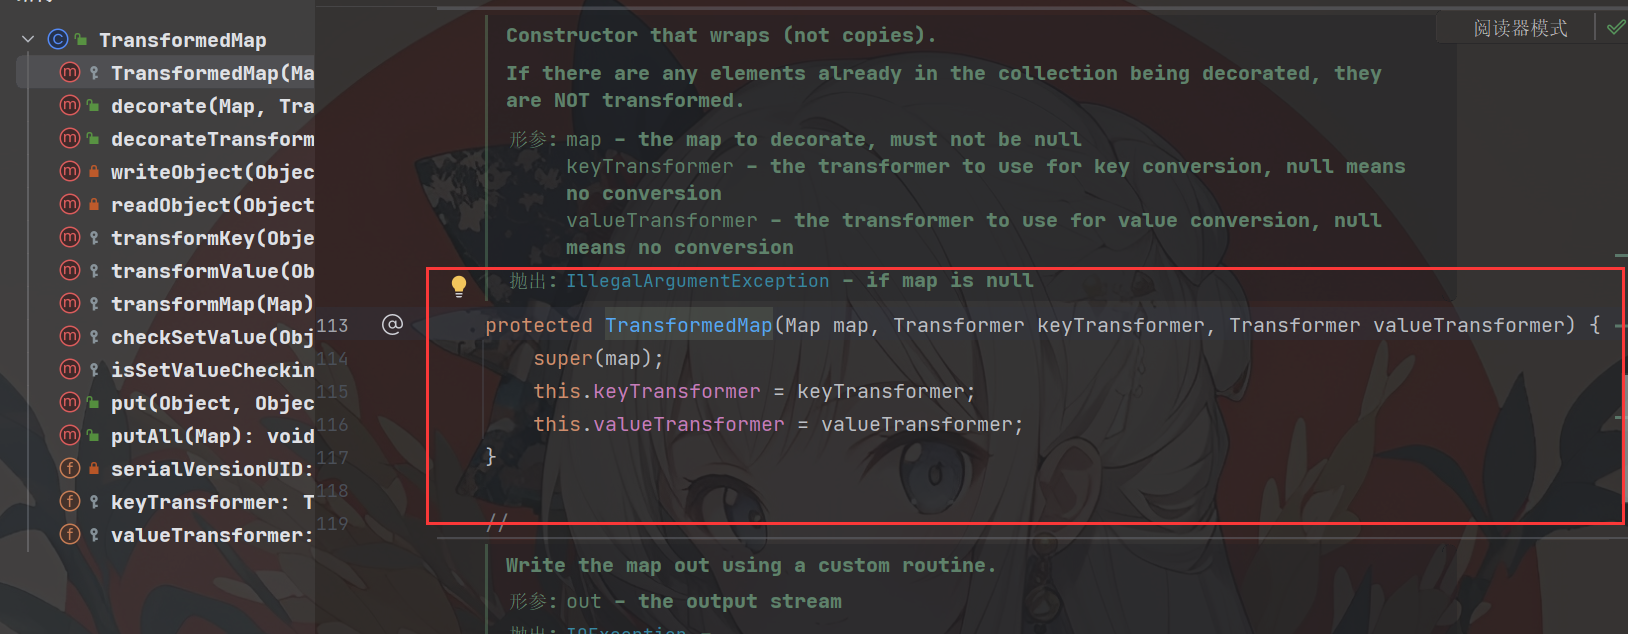 TransformedMap
TransformedMap(Ma
decorate(Map, Tra
decorateTransform
writeObject(Objec
readObject(Object
transformKey(Obje
transformValue(Ob
transformMap(Map)
checkSetValue(Obj
isSetValueCheckin
put(Object, Objec
putAll(Map): void
serialVersionUID:
keyTransformer: T
valueTransformer:
阅读器模式
Constructor that wraps (not copies).
If there are any elements already in the collection being decorated, they
are NOT transformed.
形参: map – the map to decorate, must not be null
keyTransformer – the transformer to use for key conversion, null means
no conversion
valueTransformer – the transformer to use for value conversion, null
means no conversion
抛出: IllegalArgumentException – if map is null
113 @ protected TransformedMap(Map map, Transformer keyTransformer, Transformer valueTransformer) {
114 super(map);
115 this.keyTransformer = keyTransformer;
116 this.valueTransformer = valueTransformer;
117 }
118
119 //
Write the map out using a custom routine.
形参: out – the output stream
抛出: IOException –